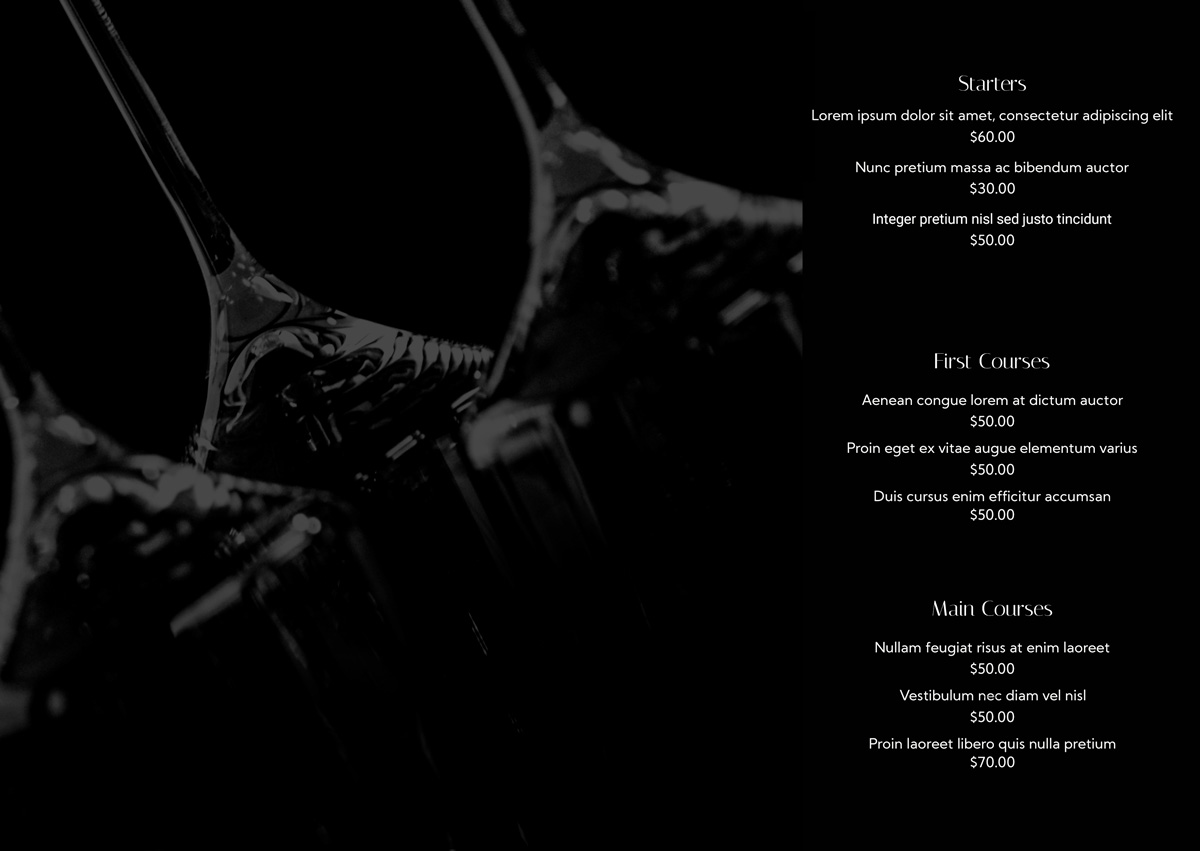 Starters
Lorem ipsum dolor sit amet, consectetur adipiscing elit
$60.00
Nunc pretium massa ac bibendum auctor
$30.00
Integer pretium nisl sed justo tincidunt
$50.00
First Courses
Aenean congue lorem at dictum auctor
$50.00
Proin eget ex vitae augue elementum varius
$50.00
Duis cursus enim efficitur accumsan
$50.00
Main Courses
Nullam feugiat risus at enim laoreet
$50.00
Vestibulum nec diam vel nisl
$50.00
Proin laoreet libero quis nulla pretium
$70.00